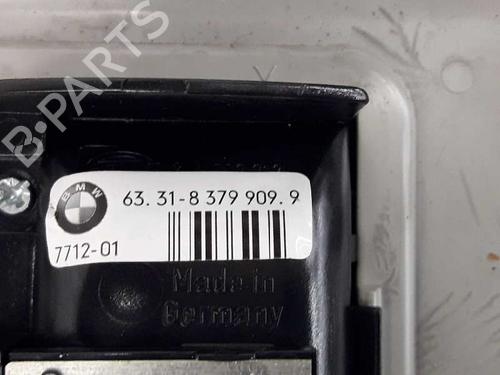 B-PARTS
BMW
63.31-8 379 909.9
7712-01
Made in
Germany